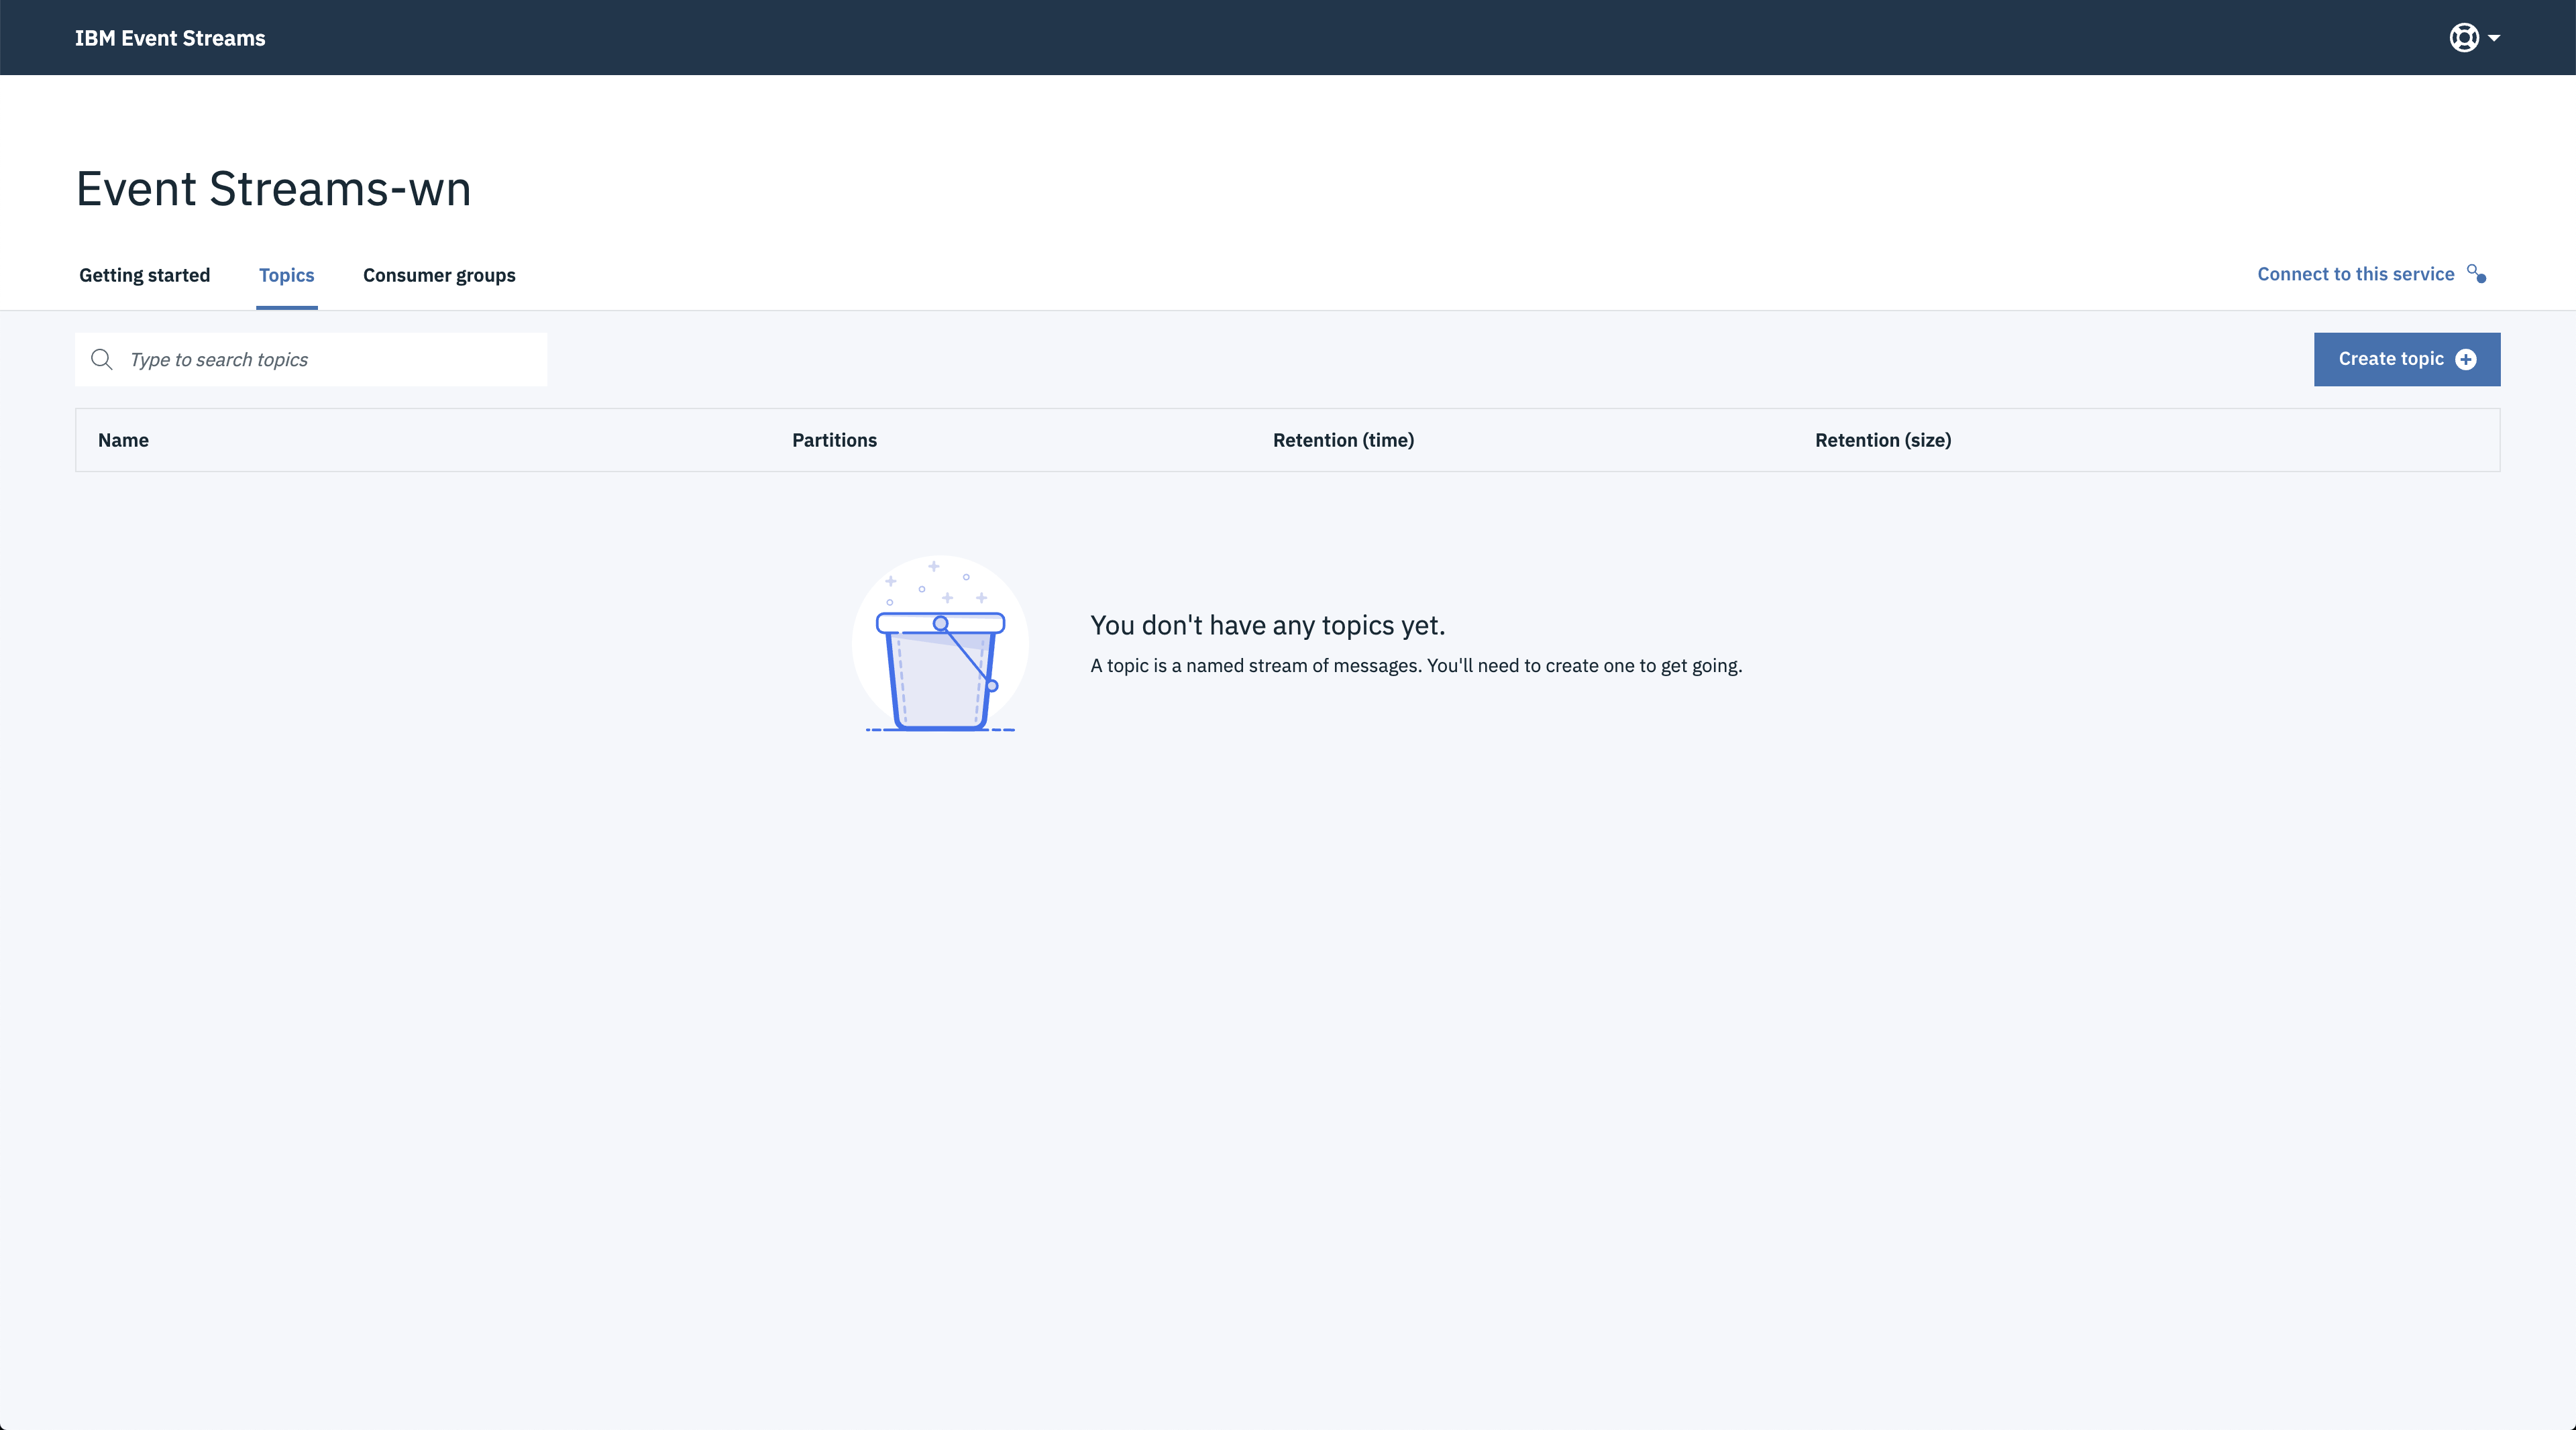 IBM Event Streams
Event Streams-wn
Getting started
Topics
Consumer groups
Connect to this service
Type to search topics
Create topic
Name
Partitions
Retention (time)
Retention (size)
You don't have any topics yet.
A topic is a named stream of messages. You'll need to create one to get going.